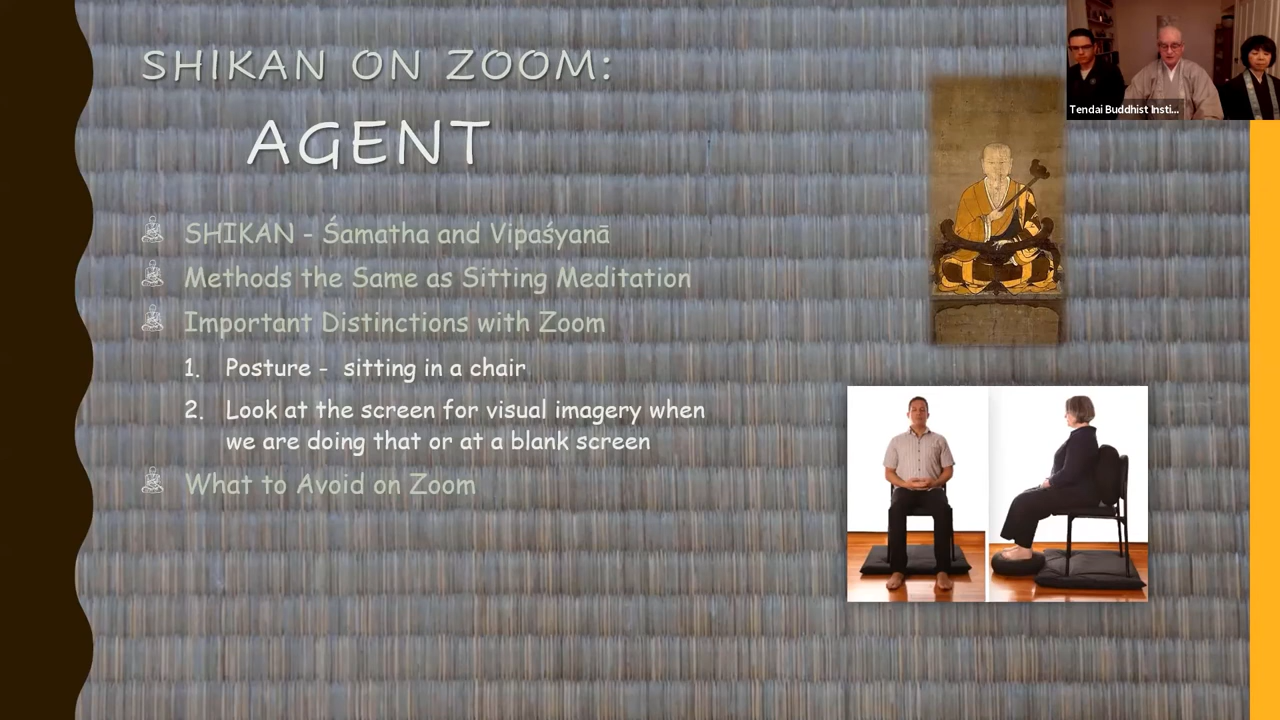 SHIKAN ON ZOOM:
AGENT
SHIKAN - Śamatha and Vipaśyanā
Methods the Same as Sitting Meditation
Important Distinctions with Zoom
1. Posture - sitting in a chair
2. Look at the screen for visual imagery when
we are doing that or at a blank screen
What to Avoid on Zoom
Tendai Buddhist Insti...